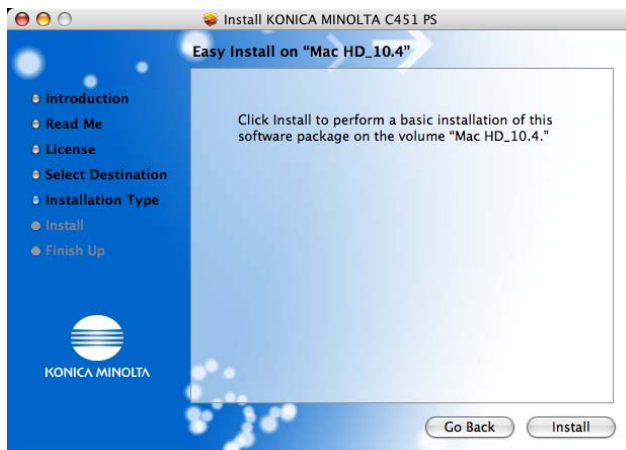 Install KONICA MINOLTA C451 PS
Easy Install on “Mac HD_10.4”
Introduction
Read Me
License
Select Destination
Installation Type
Install
Finish Up
Click Install to perform a basic installation of this
software package on the volume “Mac HD_10.4.”
KONICA MINOLTA
Go Back
Install